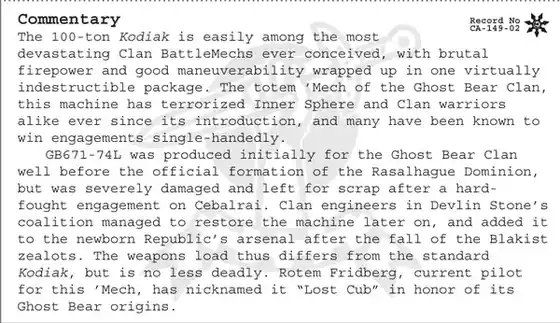 Commentary
Record No
CA-149-02
The 100-ton Kodiak is easily among the most
devastating Clan BattleMechs ever conceived, with brutal
firepower and good maneuverability wrapped up in one virtually
indestructible package. The totem ’Mech of the Ghost Bear Clan,
this machine has terrorized Inner Sphere and Clan warriors
alike ever since its introduction, and many have been known to
win engagements single-handedly.
GB671-74L was produced initially for the Ghost Bear Clan
well before the official formation of the Rasalhague Dominion,
but was severely damaged and left for scrap after a hard-
fought engagement on Cebalrai. Clan engineers in Devlin Stone’s
coalition managed to restore the machine later on, and added it
to the newborn Republic’s arsenal after the fall of the Blakist
zealots. The weapons load thus differs from the standard
Kodiak, but is no less deadly. Rotem Fridberg, current pilot
for this ’Mech, has nicknamed it “Lost Cub” in honor of its
Ghost Bear origins.